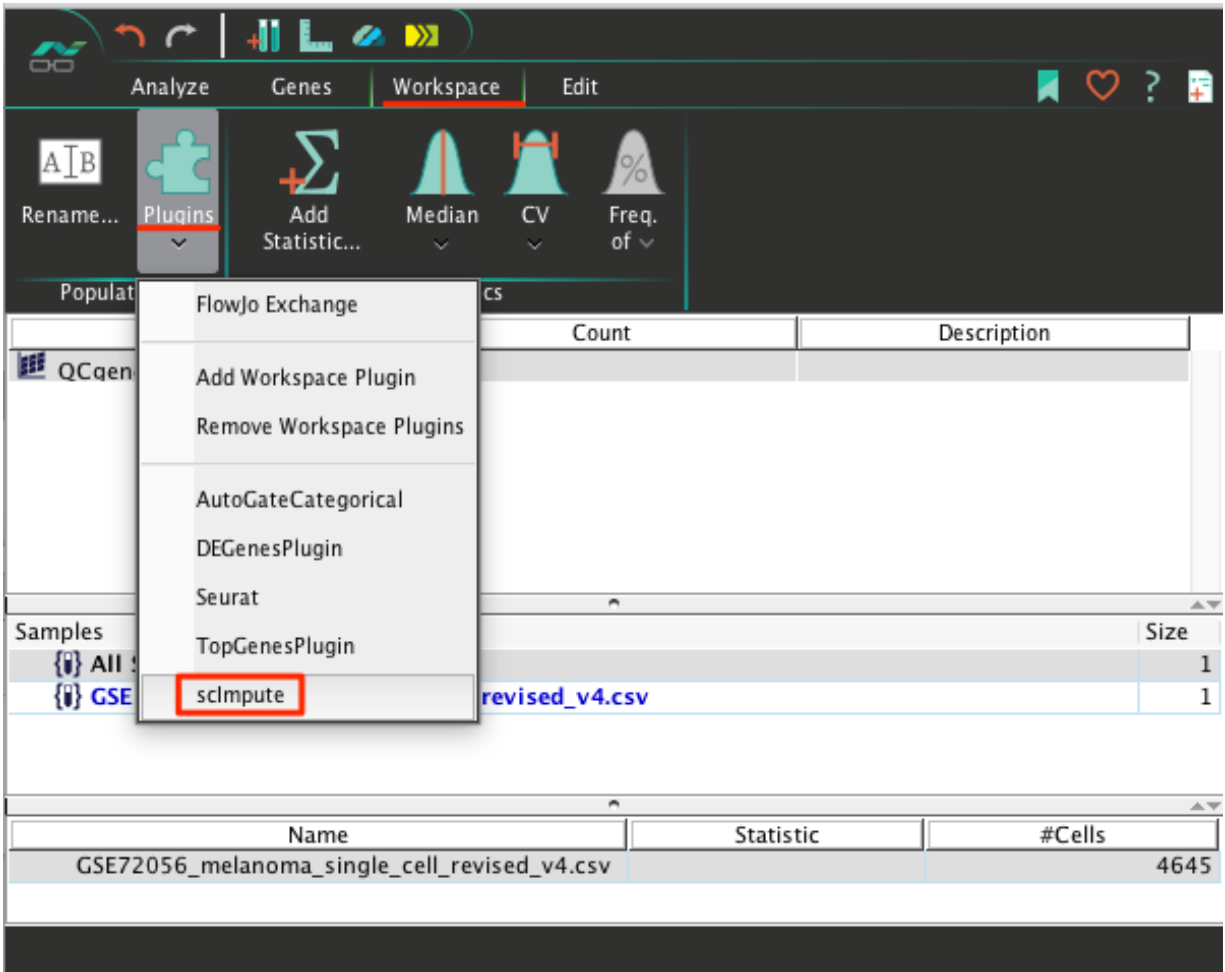 Analyze Genes Workspace Edit
A B
%
Rename... Plugins Add Statistic... Median CV Freq. of
Populat cs
FlowJo Exchange
Add Workspace Plugin
Remove Workspace Plugins
AutoGateCategorical
DEGenesPlugin
Seurat
TopGenesPlugin
scImpute
Count Description
QCgen
Samples Size
All S 1
GSE revised_v4.csv 1
Name Statistic #Cells
GSE72056_melanoma_single_cell_revised_v4.csv 4645